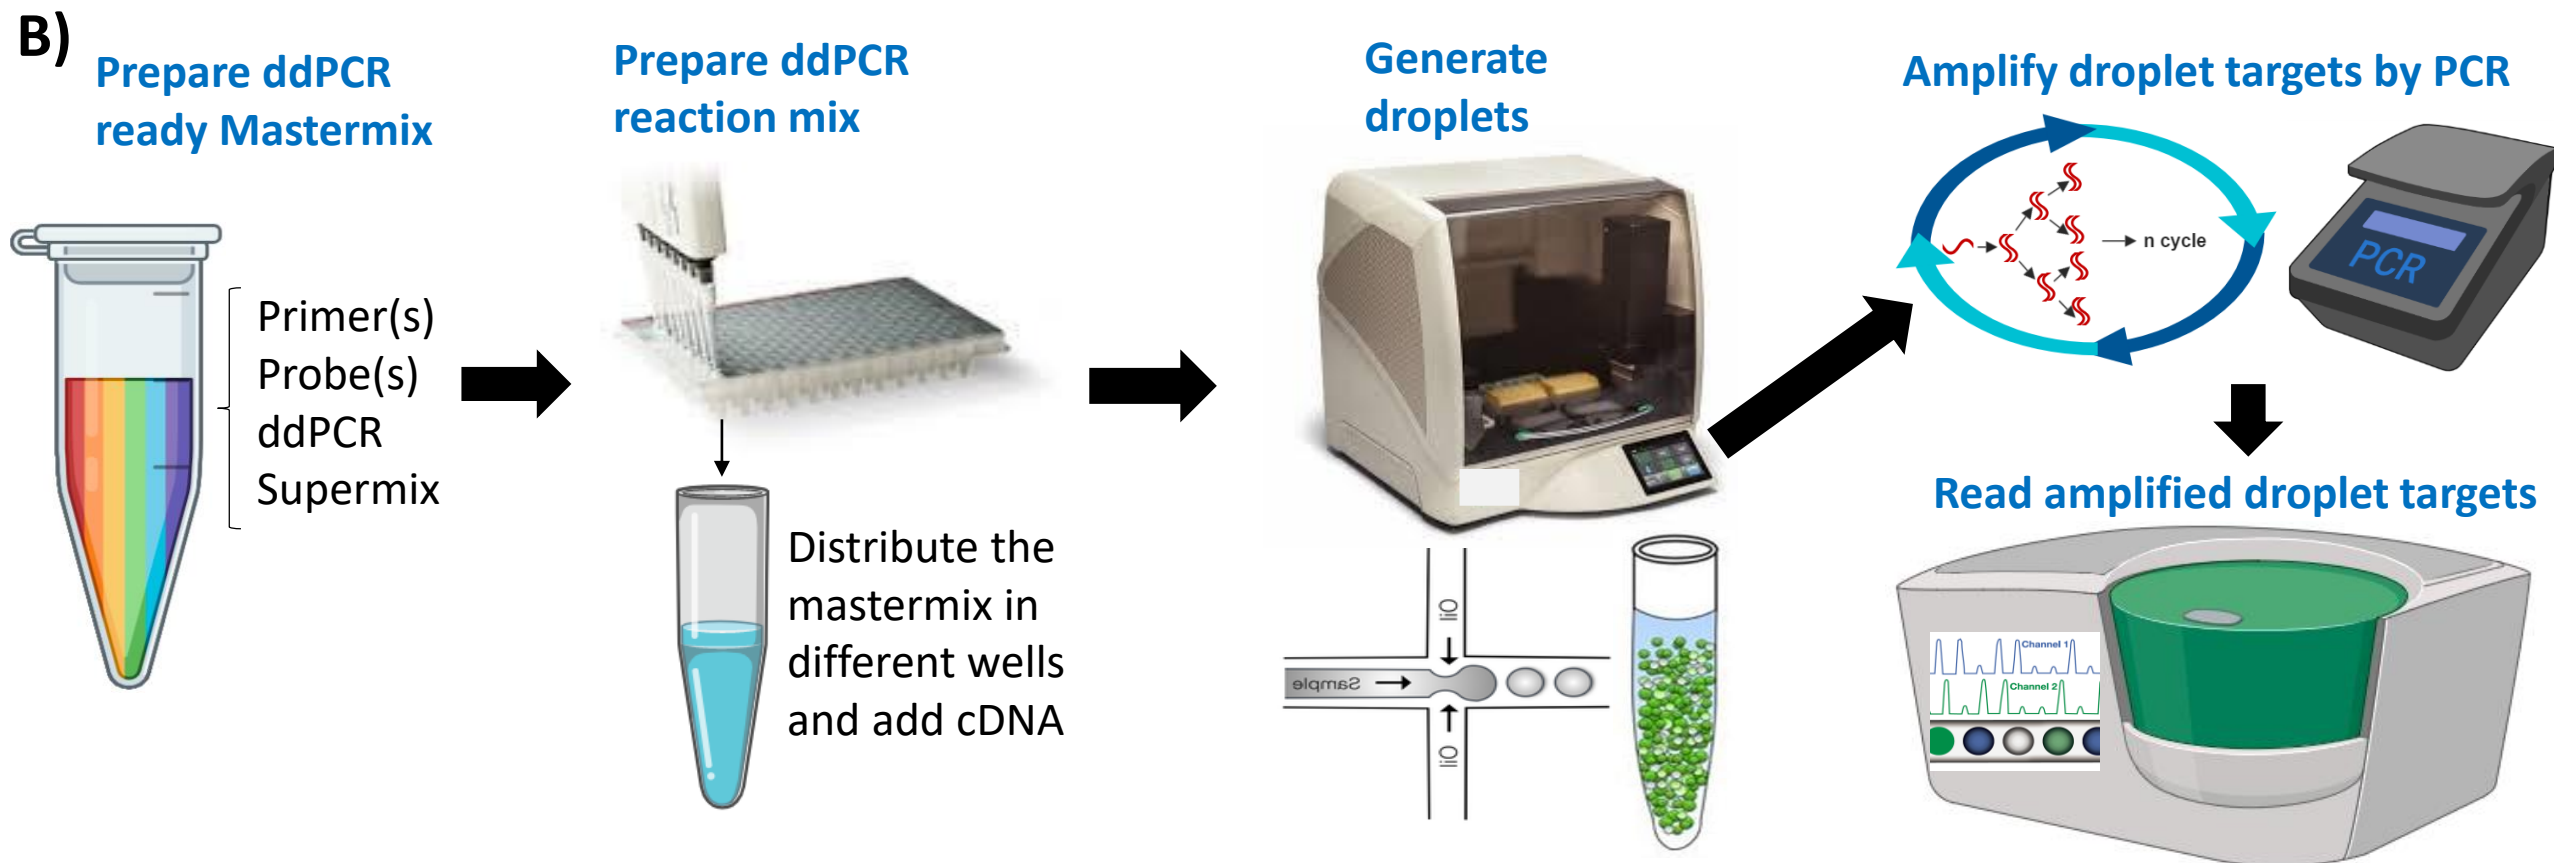 B)
Prepare ddPCR
ready Mastermix
Primer(s)
Probe(s)
ddPCR
Supermix
Prepare ddPCR
reaction mix
Distribute the
mastermix in
different wells
and add cDNA
Generate
droplets
Oil
Sample
Oil
Amplify droplet targets by PCR
n cycle
PCR
Read amplified droplet targets
Channel 1
Channel 2